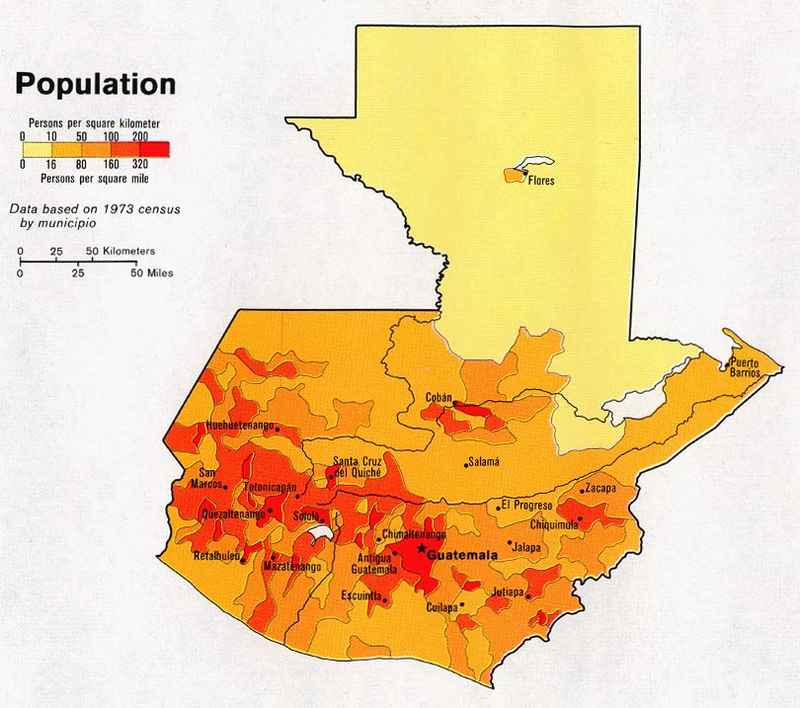 Population
Persons per square kilometer
0 10 50 100 200
0 16 80 160 320
Persons per square mile
Data based on 1973 census
by municipio
0 25 50 Kilometers
0 25 50 Miles
Flores
Puerto
Barrios
Cobán
Huehuetenango
Santa Cruz
del Quiché
Salamá
San
Marcos
Totonicapán
Zacapa
El Progreso
Quezaltenango
Sololá
Chiquimula
Chimaltenango
Guatemala
Jalapa
Retalhuleu
Mazatenango
Antigua
Guatemala
Escuintla
Cuilapa
Jutiapa